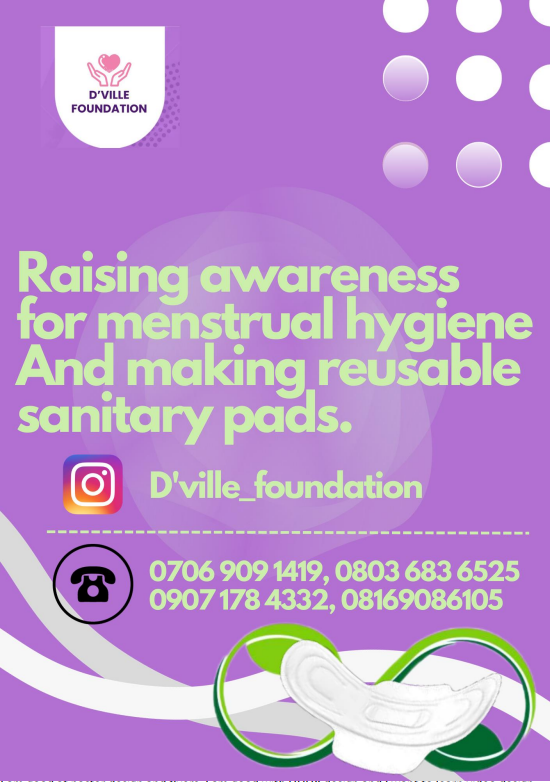 D'VILLE
FOUNDATION
Raising awareness
for menstrual hygiene
And making reusable
sanitary pads.
D'ville_foundation
0706 909 1419, 0803 683 6525
0907 178 4332, 08169086105